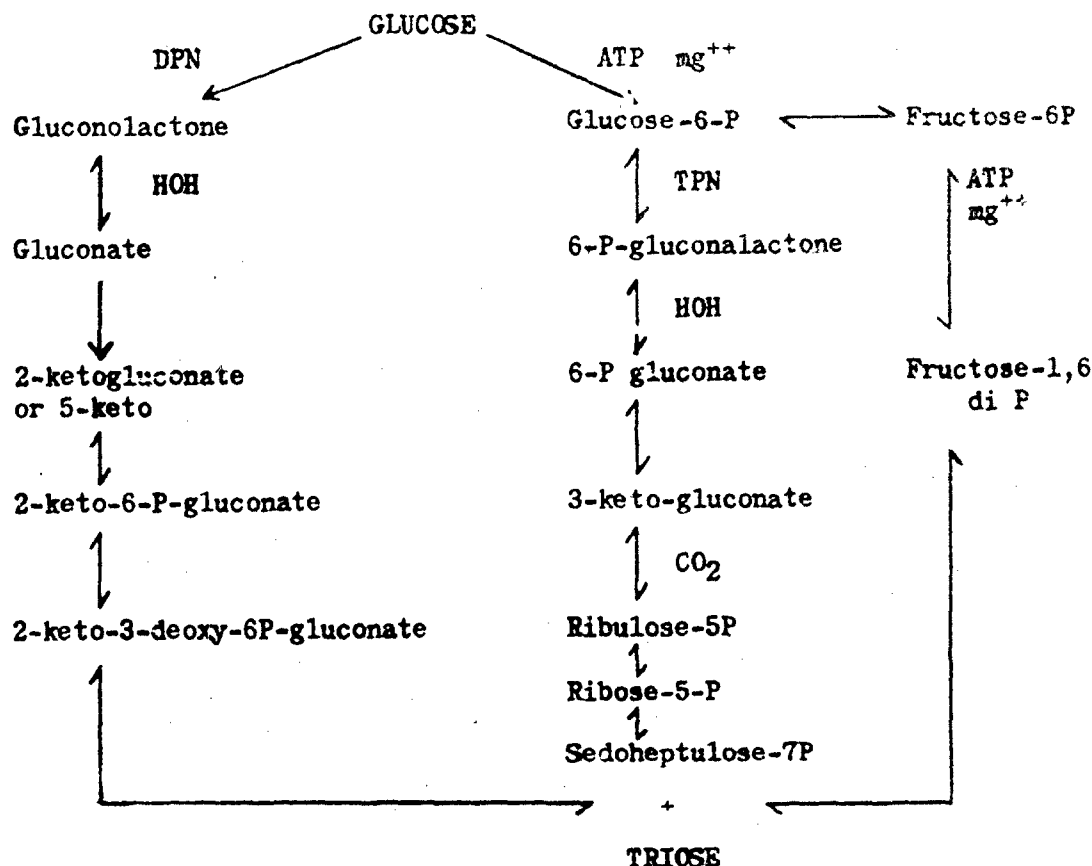 GLUCOSE
DPN
ATP mg++
Gluconolactone
Glucose-6-P
Fructose-6P
HOH
TPN
ATP
mg++
Gluconate
6-P-gluconalactone
HOH
2-ketogluconate
or 5-keto
6-P gluconate
Fructose-1,6
di P
2-keto-6-P-gluconate
3-keto-gluconate
CO2
2-keto-3-deoxy-6P-gluconate
Ribulose-5P
Ribose-5-P
Sedoheptulose-7P
+
TRIOSE